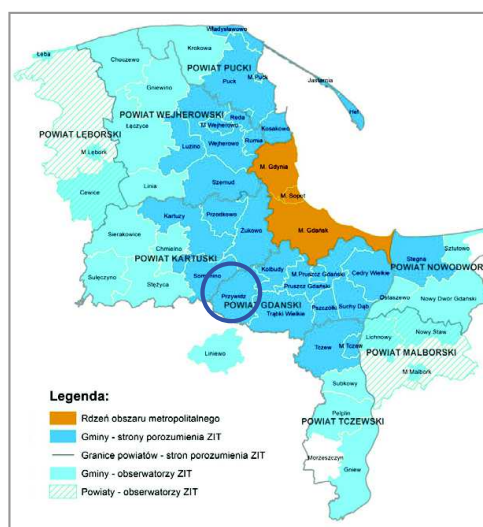 Władysławowo
Łeba
Krokowa
Choczewo
POWIAT PUCKI
Puck
M. Puck
Gniewino
Jastarnia
Hel
POWIAT WEJHEROWSKI
Reda
M Wejherowo
Kosakowo
Łęczyce
POWIAT LĘBORSKI
Wejherowo
Rumia
Luzino
M Lębork
M. Gdynia
Cewice
Linia
Szemud
M. Sopot
Kartuzy
Przodkowo
Sierakowice
Żukowo
M. Gdańsk
Chmielno
Stegna
Sztutowo
POWIAT KARTUSKI
Kolbudy
M.Pruszcz Gdański
Cedry Wielkie
POWIAT NOWODWOR
Somonino
Sulęczyno
Stężyca
Przywidz
Pruszcz Gdański
Ostaszewo
Nowy Dwór Gdański
POWIAT GDAŃSKI
Pszczółki
Suchy Dąb
Trąbki Wielkie
Lichnowy
Nowy Staw
Liniewo
Tczew
M Tczew
POWIAT MALBORSKI
M Malbork
Subkowy
Pelplin
POWIAT TCZEWSKI
Morzeszczyn
Gniew
Legenda:
Rdzeń obszaru metropolitalnego
Gminy - strony porozumienia ZIT
Granice powiatów - stron porozumienia ZIT
Gminy - obserwatorzy ZIT
Powiaty - obserwatorzy ZIT